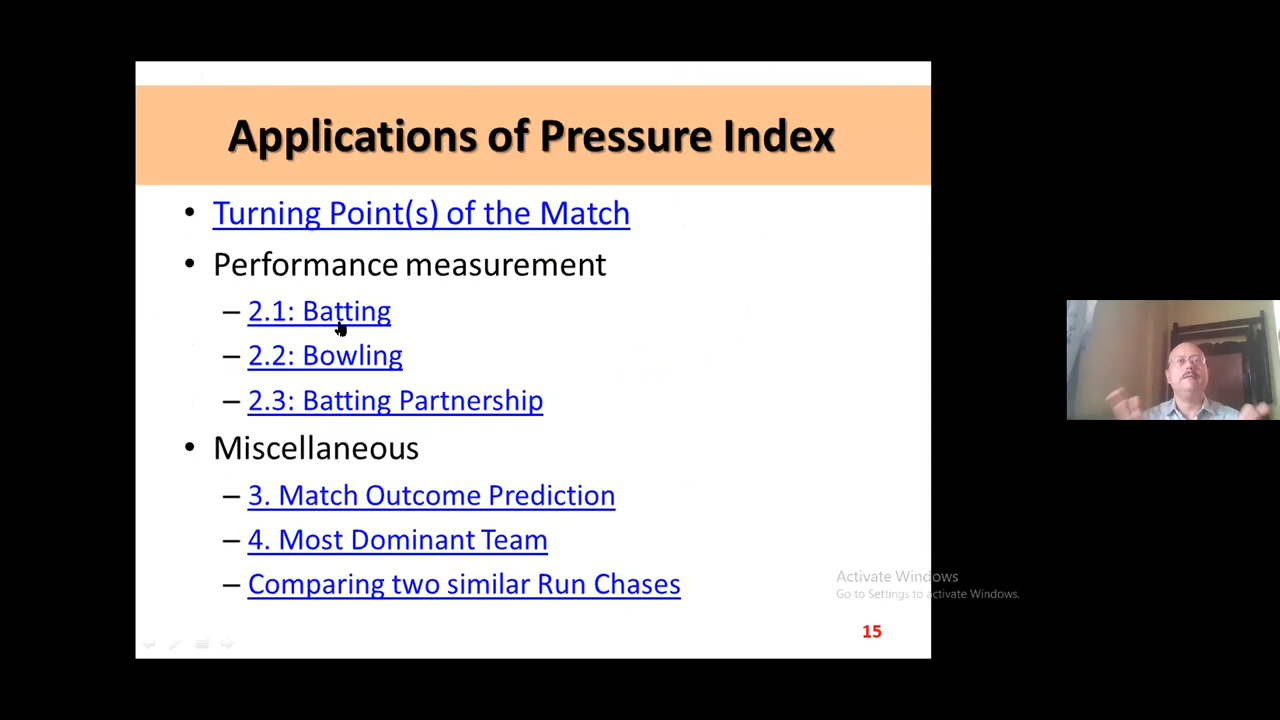 Applications of Pressure Index
• Turning Point(s) of the Match
• Performance measurement
– 2.1: Batting
– 2.2: Bowling
– 2.3: Batting Partnership
• Miscellaneous
– 3. Match Outcome Prediction
– 4. Most Dominant Team
– Comparing two similar Run Chases
Activate Windows
Go to Settings to activate Windows.
15